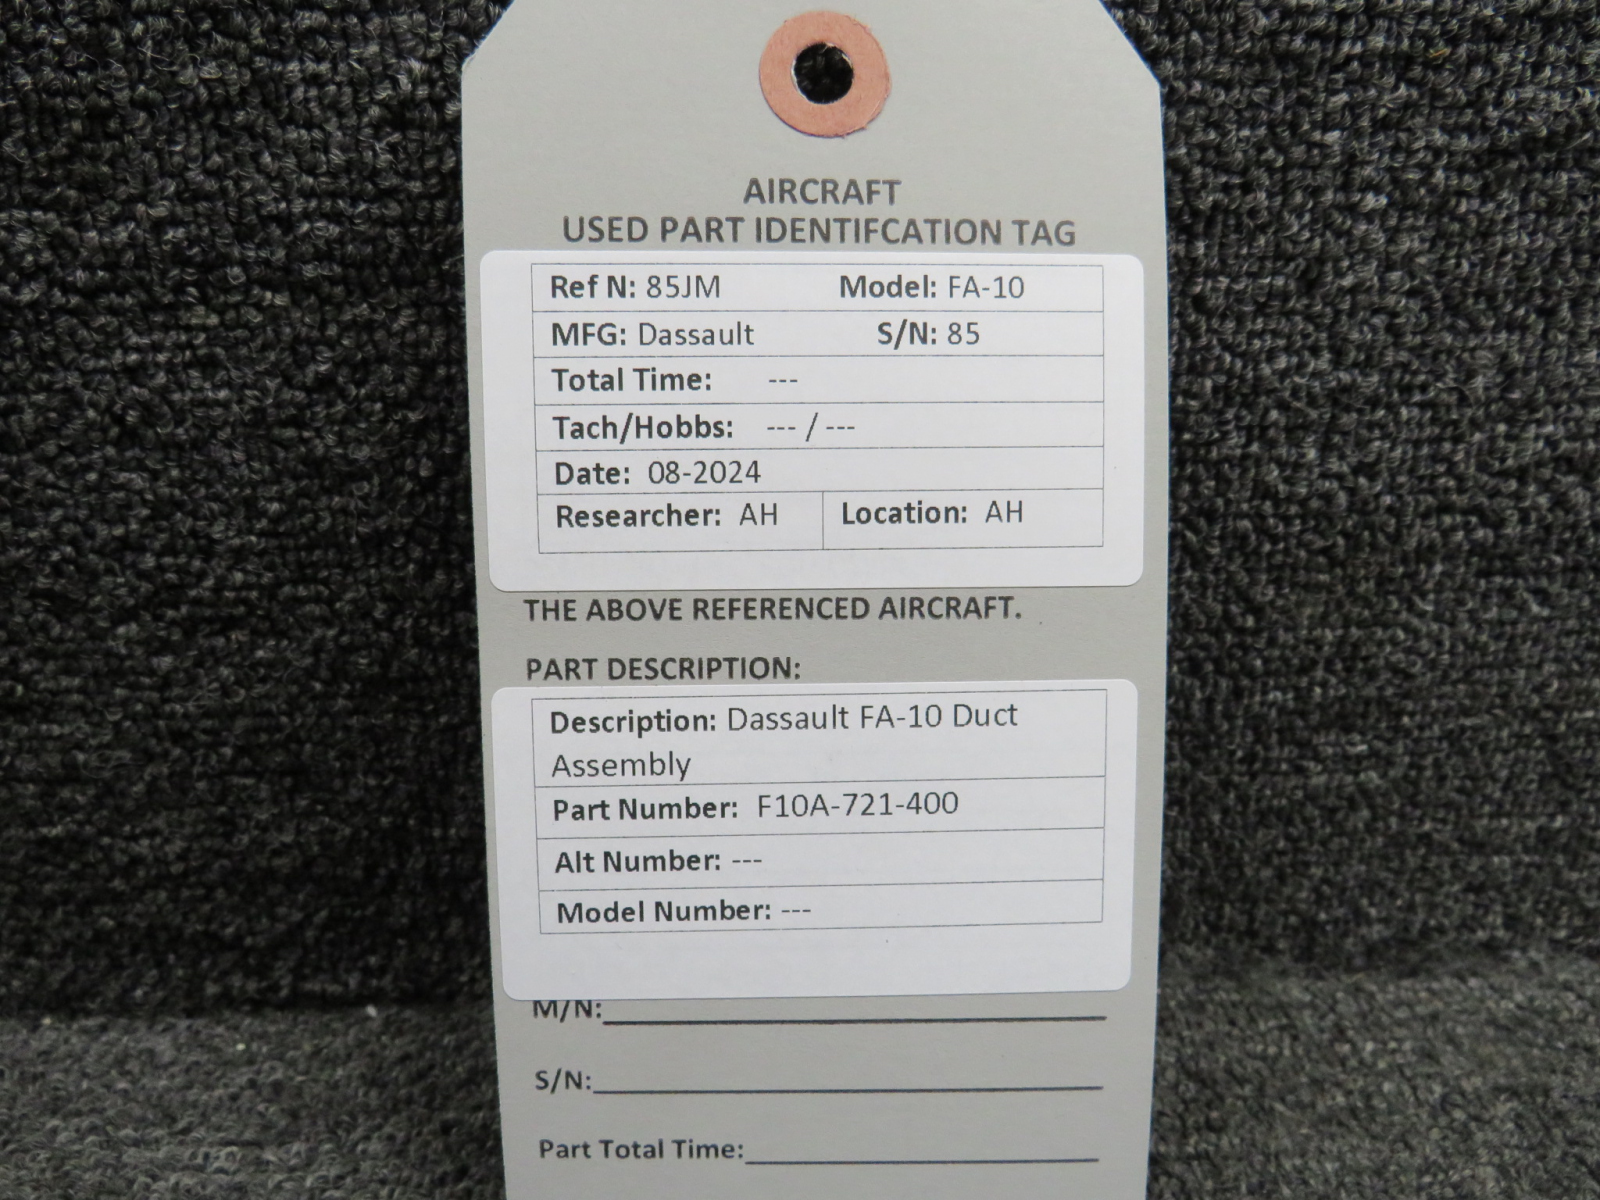 AIRCRAFT
USED PART IDENTIFCATION TAG
Ref N: 85JM Model: FA-10
MFG: Dassault S/N: 85
Total Time: ---
Tach/Hobbs: --- / ---
Date: 08-2024
Researcher: AH Location: AH
THE ABOVE REFERENCED AIRCRAFT.
PART DESCRIPTION:
Description: Dassault FA-10 Duct
Assembly
Part Number: F10A-721-400
Alt Number: ---
Model Number: ---
M/N:
S/N:
Part Total Time: